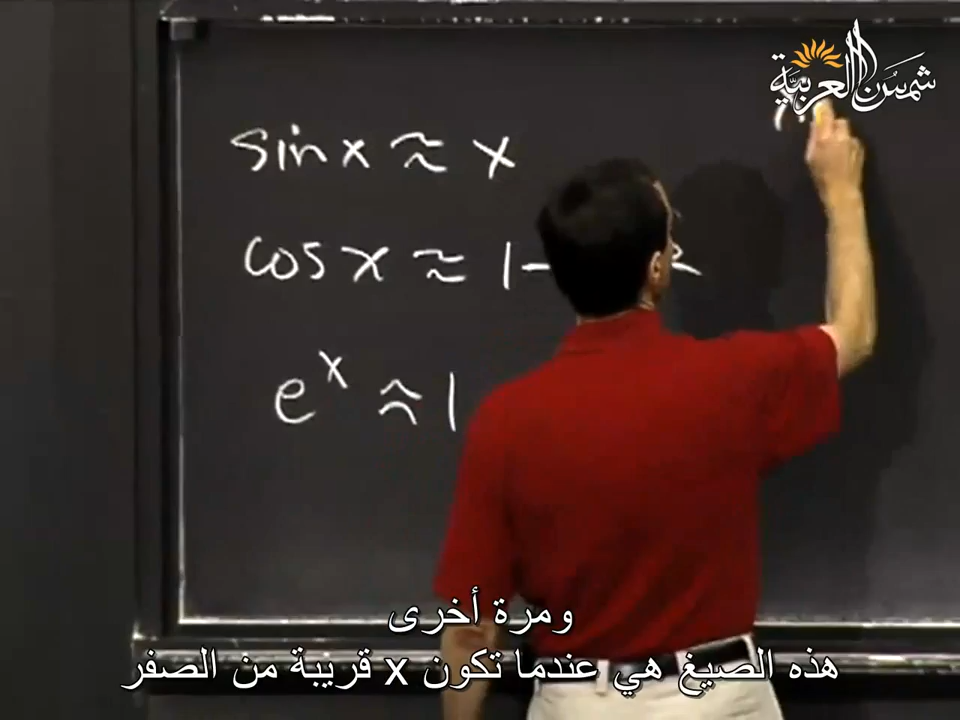 شمس العربية
sin x ≈ x
cos x ≈ 1 -
e^x ≈ 1
ومرة أخرى
هذه الصيغ هي عندما تكون x قريبة من الصفر